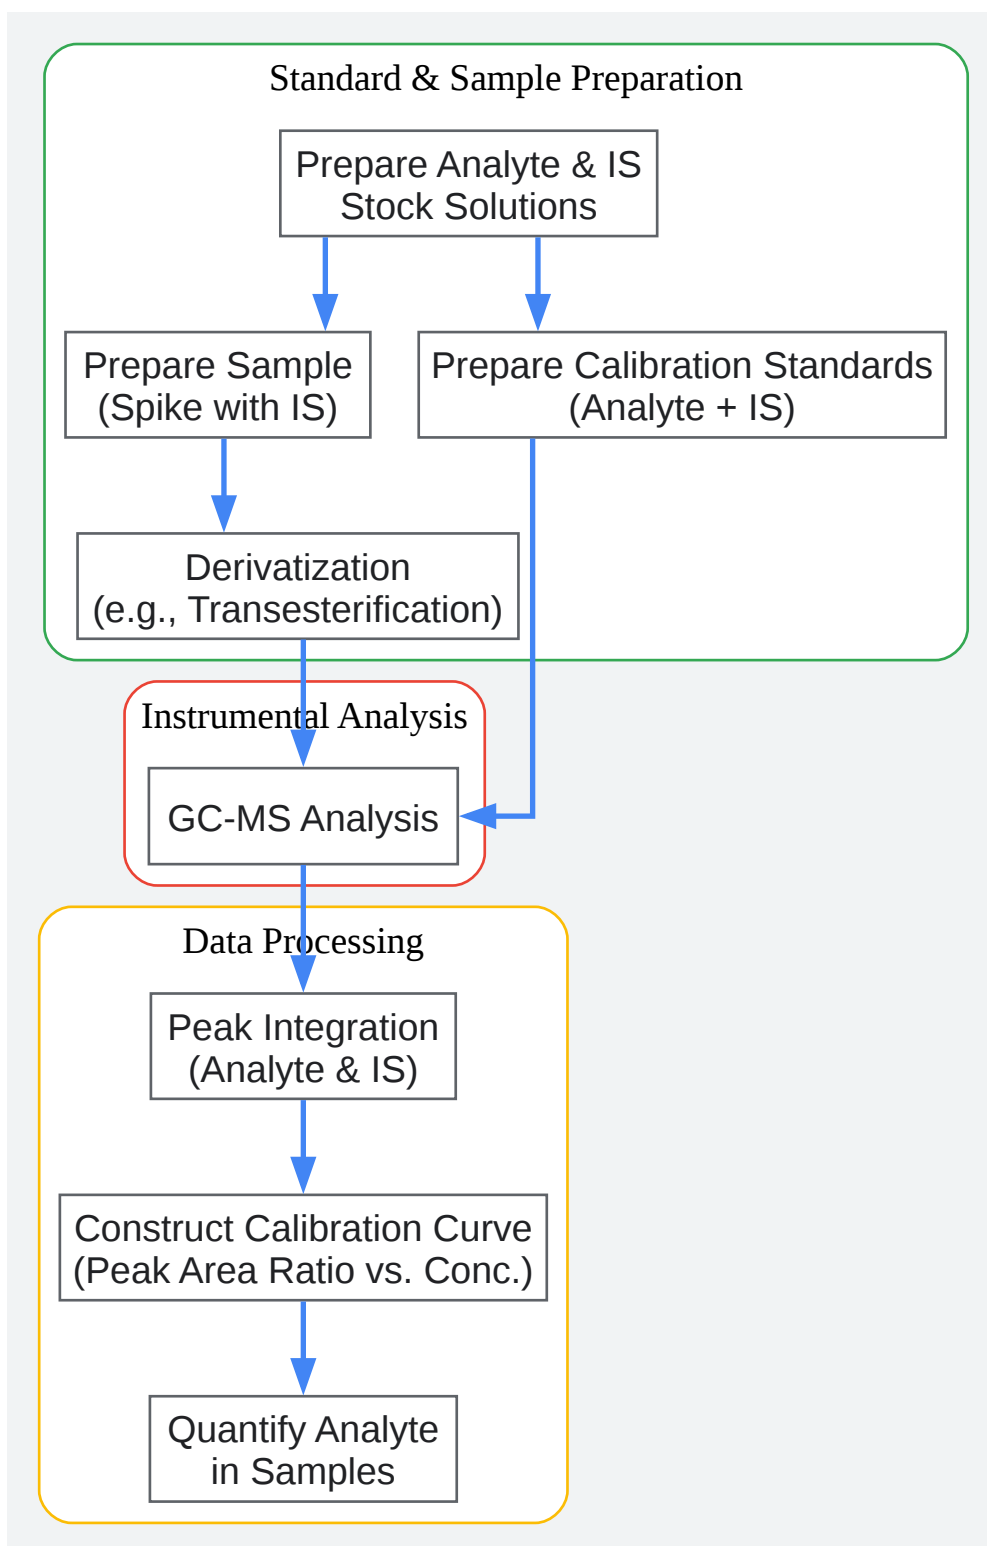 Standard & Sample Preparation
Prepare Analyte & IS
Stock Solutions
Prepare Sample
(Spike with IS)
Prepare Calibration Standards
(Analyte + IS)
Derivatization
(e.g., Transesterification)
Instrumental Analysis
GC-MS Analysis
Data Processing
Peak Integration
(Analyte & IS)
Construct Calibration Curve
(Peak Area Ratio vs. Conc.)
Quantify Analyte
in Samples